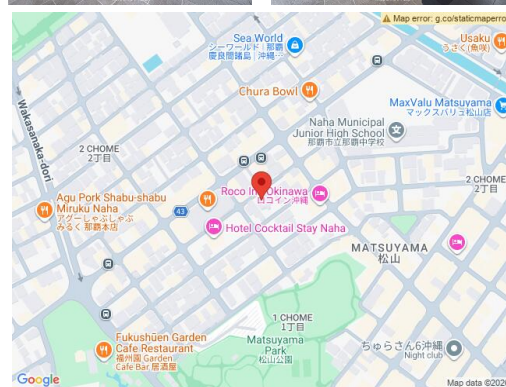 Map error: g.co/staticmaperro
Sea World
シーワールド | 那覇
慶良間諸島 | 沖縄
Usaku
うさく(魚咲)
Chura Bowl
MaxValu Matsuyama
マックスバリュ松山店
Naha Municipal
Junior High School
那覇市立那覇中学校
Wakasanaka-dori
2 CHOME
2丁目
2 CHOME
2丁目
Agu Pork Shabu-shabu
Miruku Naha
アグーしゃぶしゃぶ
みるく 那覇本店
Roco In
Okinawa
ロコイン沖縄
43
Hotel Cocktail Stay Naha
MATSUYAMA
松山
1 CHOME
1丁目
Matsuyama
Park
松山公園
Fukushūen Garden
Cafe Restaurant
福州園 Garden
Cafe Bar 居酒屋
ちゅらさん6沖縄
Night club
Google
Map data ©202